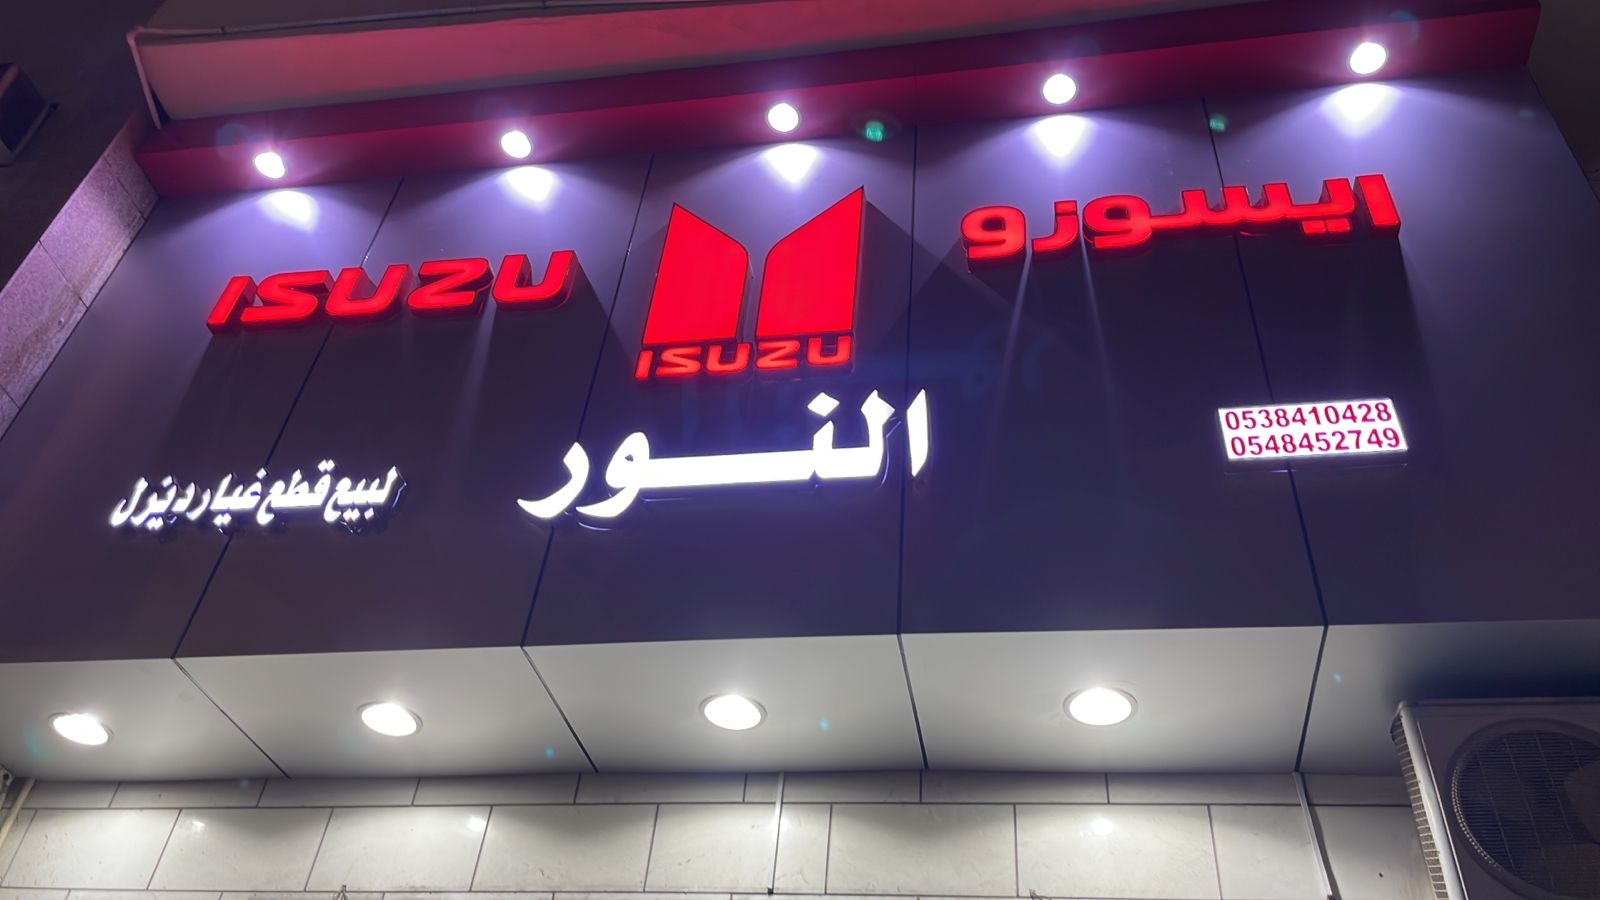 ISUZU
ISUZU
ايسوزو
النور
لبيع قطع غيار ديزل
0538410428
0548452749